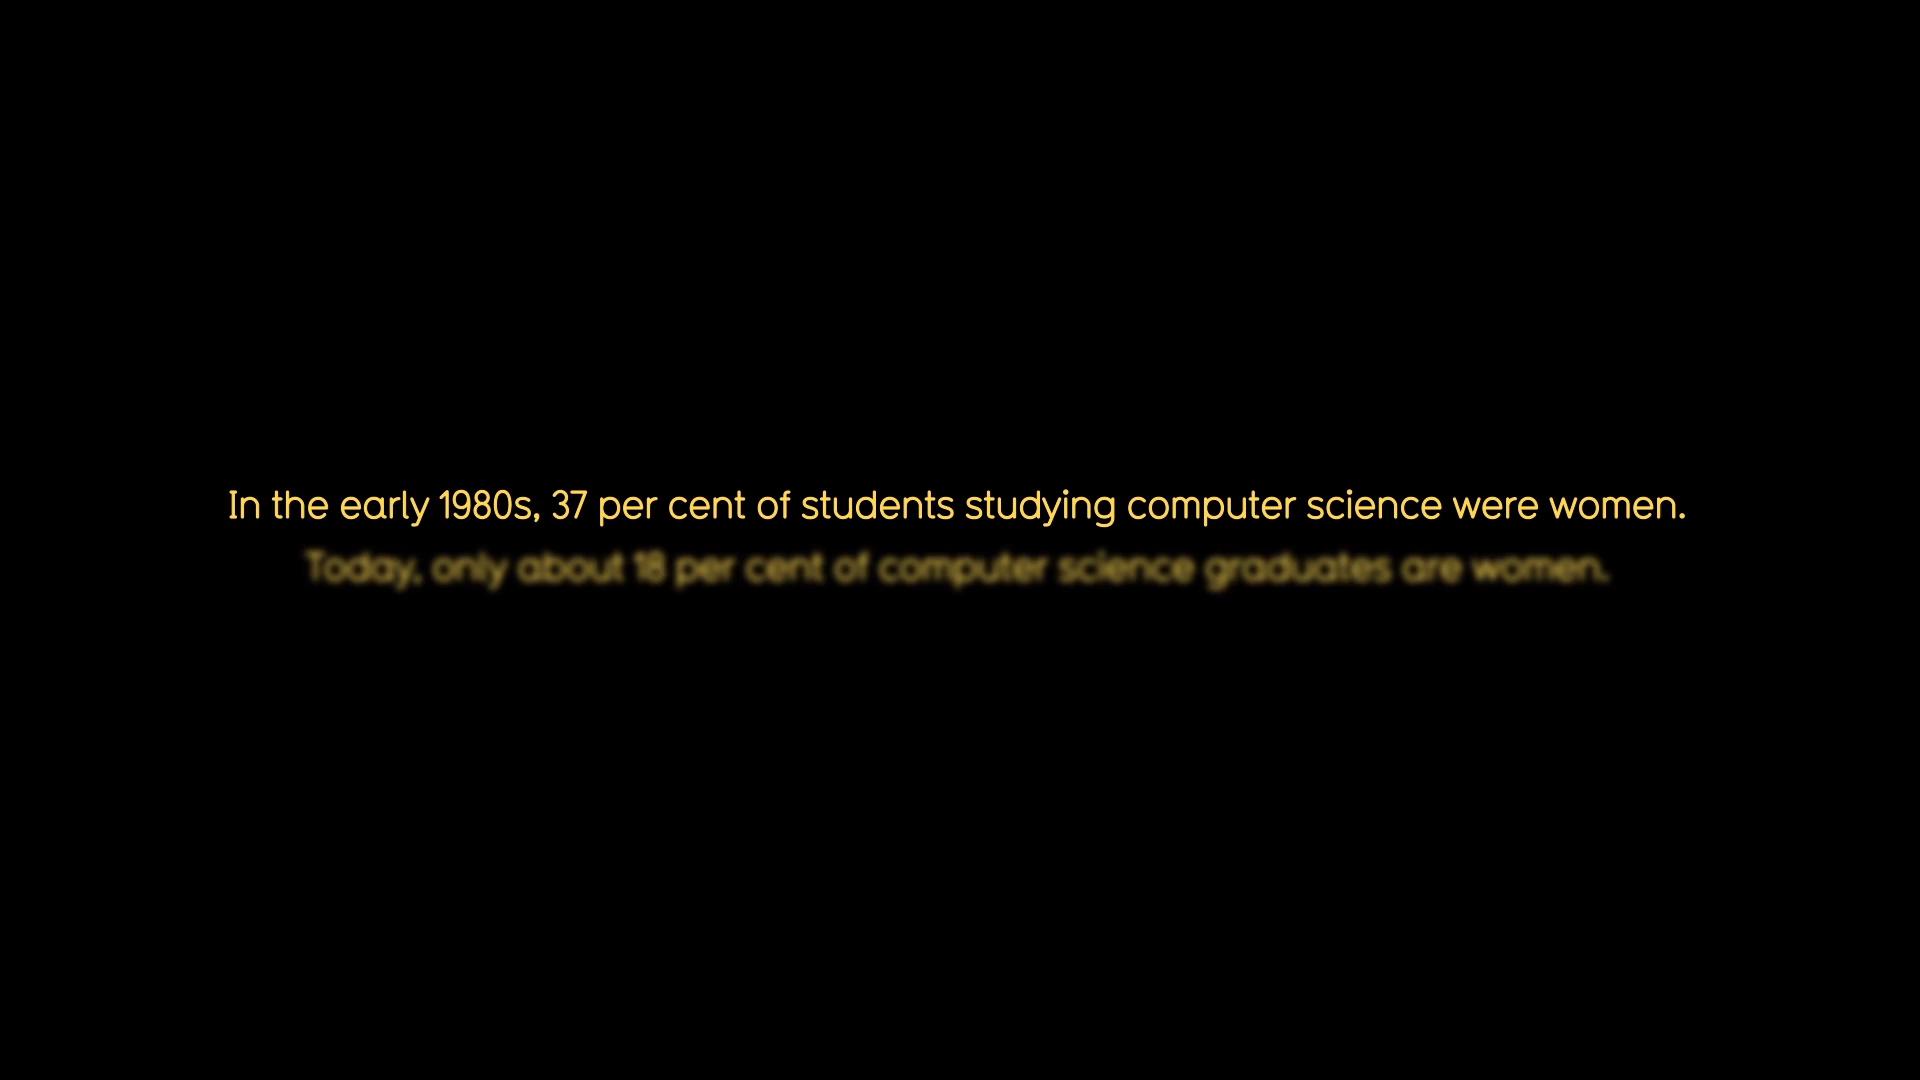 In the early 1980s, 37 per cent of students studying computer science were women.
Today, only about 18 per cent of computer science graduates are women.